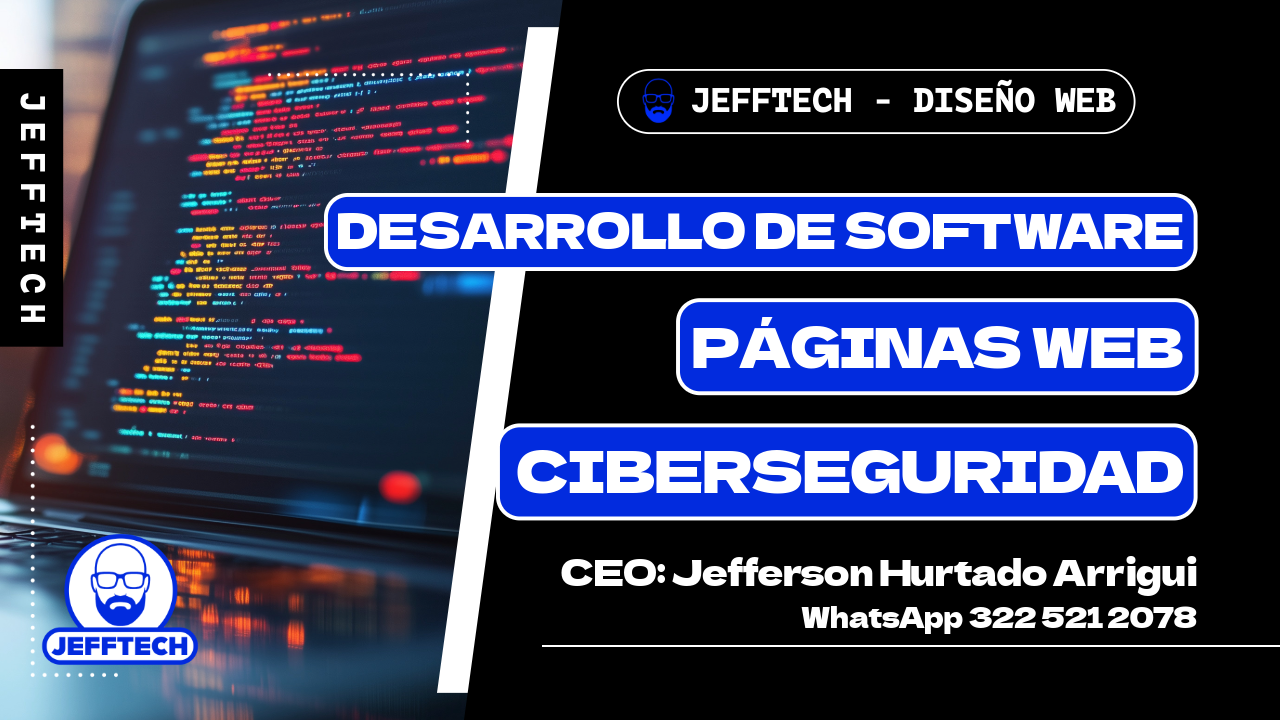 JEFFTECH
JEFFTECH - DISEÑO WEB
DESARROLLO DE SOFTWARE
PÁGINAS WEB
CIBERSEGURIDAD
CEO: Jefferson Hurtado Arrigui
WhatsApp 322 521 2078
JEFFTECH